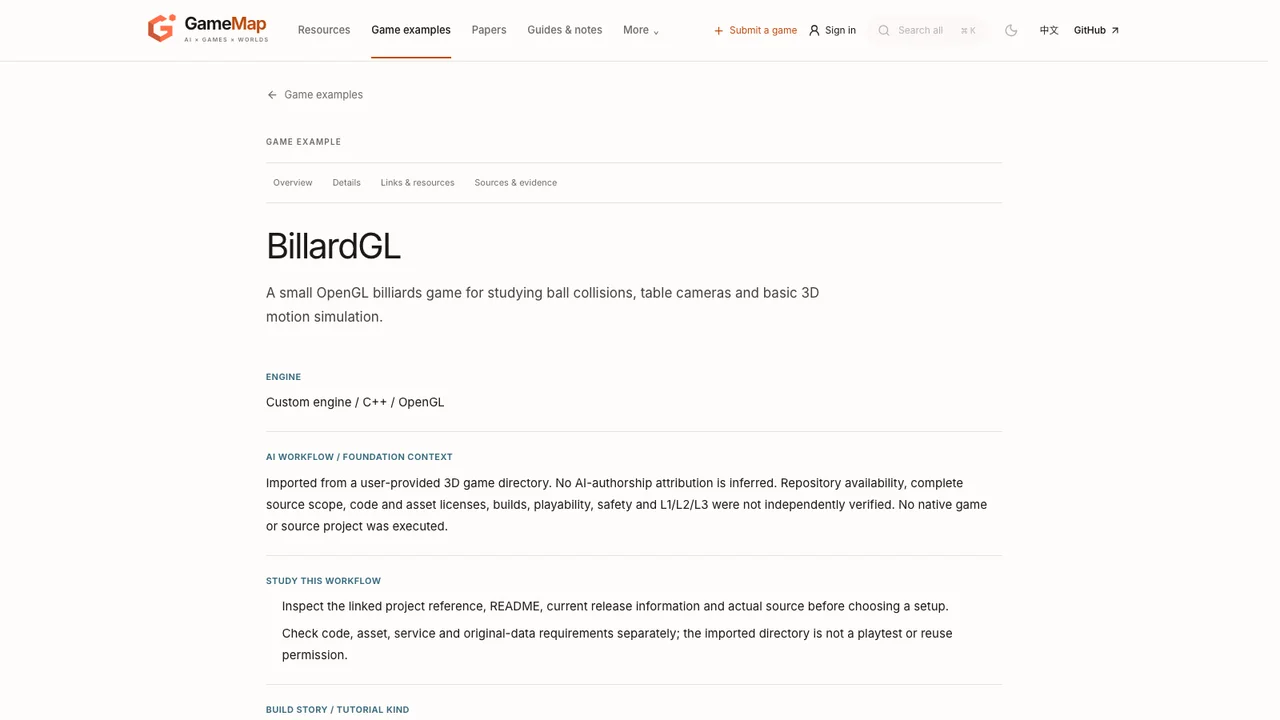 GameMap
AI × GAMES × WORLDS
Resources
Game examples
Papers
Guides & notes
More
+ Submit a game
Sign in
Search all
⌘ K
中文
GitHub ↗
← Game examples
GAME EXAMPLE
Overview
Details
Links & resources
Sources & evidence
BillardGL
A small OpenGL billiards game for studying ball collisions, table cameras and basic 3D
motion simulation.
ENGINE
Custom engine / C++ / OpenGL
AI WORKFLOW / FOUNDATION CONTEXT
Imported from a user-provided 3D game directory. No AI-authorship attribution is inferred. Repository availability, complete
source scope, code and asset licenses, builds, playability, safety and L1/L2/L3 were not independently verified. No native game
or source project was executed.
STUDY THIS WORKFLOW
Inspect the linked project reference, README, current release information and actual source before choosing a setup.
Check code, asset, service and original-data requirements separately; the imported directory is not a playtest or reuse
permission.
BUILD STORY / TUTORIAL KIND